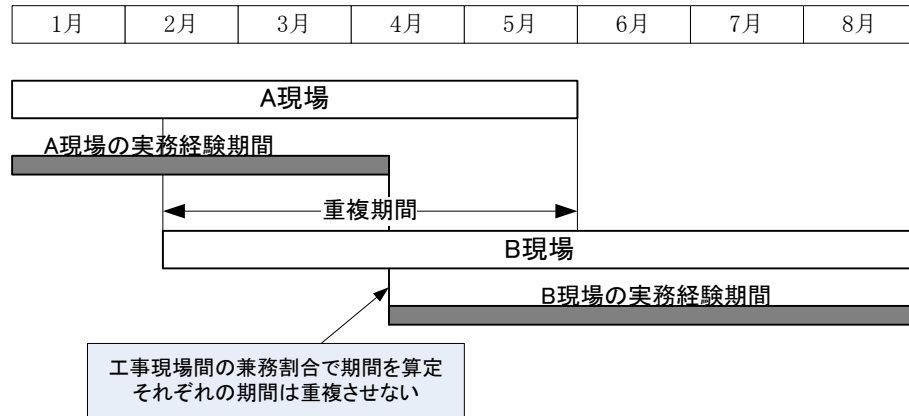 1月 2月 3月 4月 5月 6月 7月 8月
A現場
A現場の実務経験期間
重複期間
B現場
B現場の実務経験期間
工事現場間の兼務割合で期間を算定
それぞれの期間は重複させない